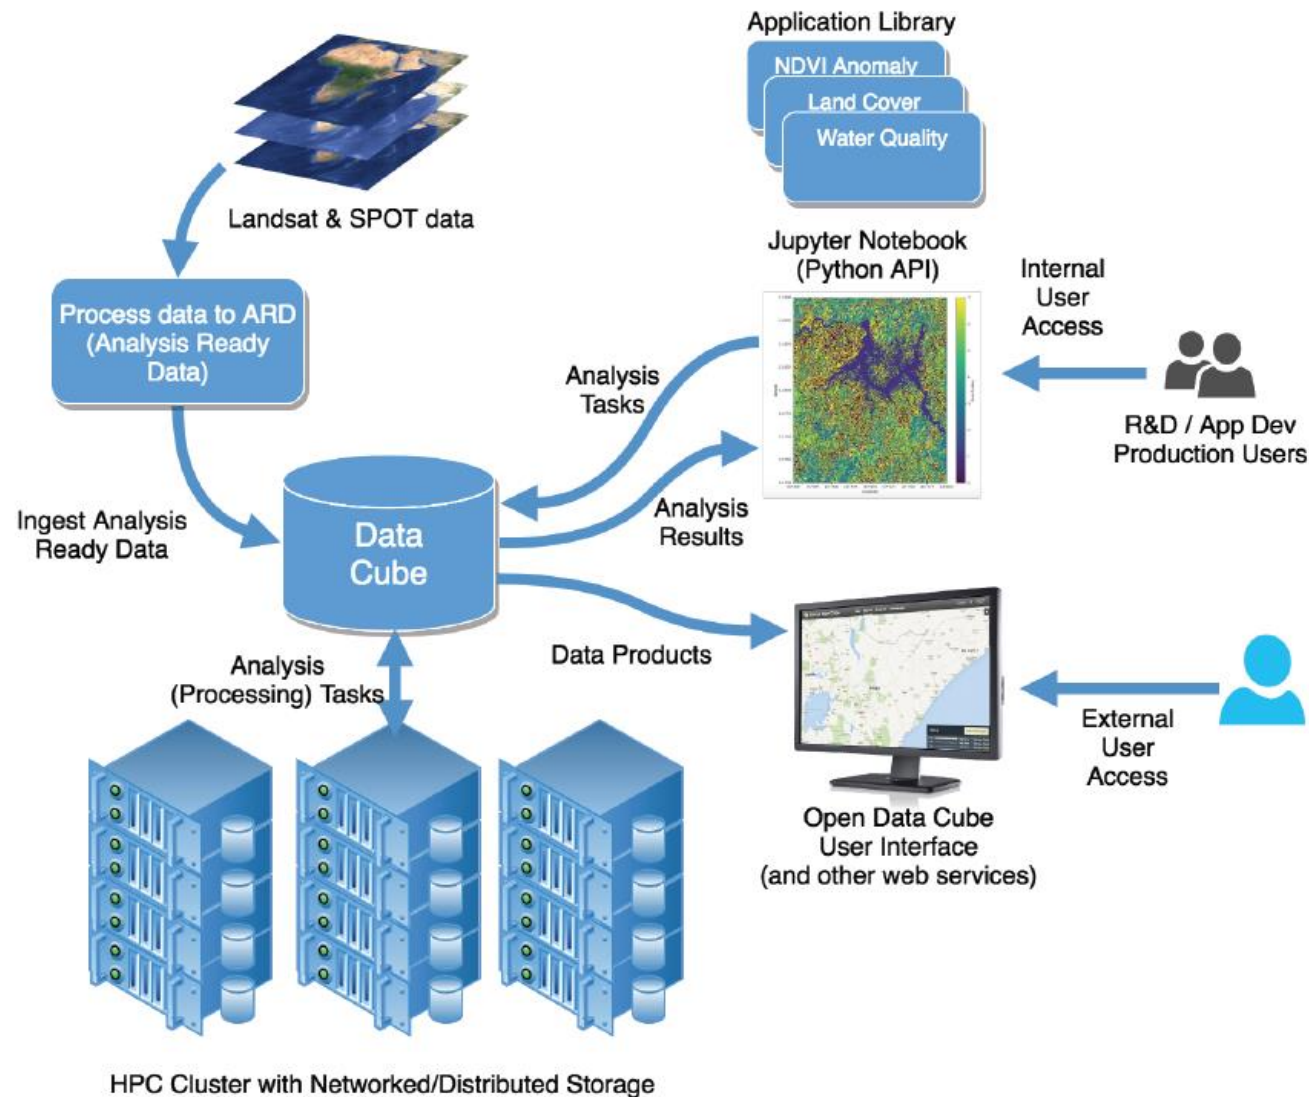 Application Library
NDVI Anomaly
Land Cover
Water Quality
Landsat & SPOT data
Jupyter Notebook
(Python API)
Internal
User
Access
Process data to ARD
(Analysis Ready
Data)
Analysis
Tasks
R&D / App Dev
Production Users
Ingest Analysis
Ready Data
Data
Cube
Analysis
Results
Analysis
(Processing) Tasks
Data Products
External
User
Access
Open Data Cube
User Interface
(and other web services)
HPC Cluster with Networked/Distributed Storage